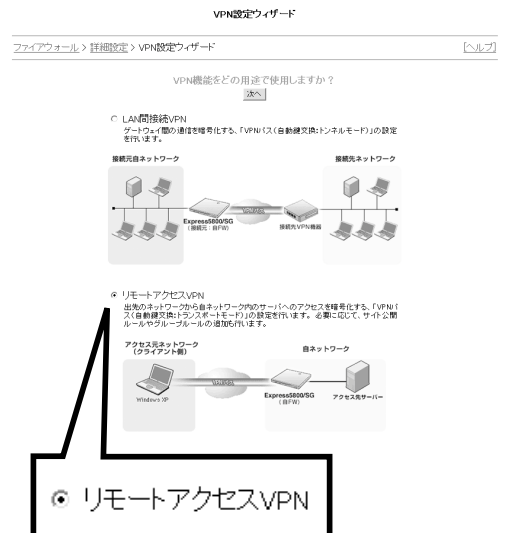 VPN設定ウィザード
ファイアウォール > 詳細設定 > VPN設定ウィザード
[ヘルプ]
VPN機能をどの用途で使用しますか？
次へ
LAN間接続VPN
ゲートウェイ間の通信を暗号化する、「VPNパス(自動鍵交換:トンネルモード)」の設定
を行います。
接続元自ネットワーク
接続先ネットワーク
Express5800/SG
(接続元：自FW)
接続先VPN機器
リモートアクセスVPN
出先のネットワークから自ネットワーク内のサーバへのアクセスを暗号化する、「VPNパ
ス(自動鍵交換:トランスポートモード)」の設定を行います。 必要に応じて、サイト公開
ルールやグループルールの追加も行います。
アクセス元ネットワーク
(クライアント側)
自ネットワーク
Windows XP
Express5800/SG
(自FW)
アクセス先サーバー
リモートアクセスVPN